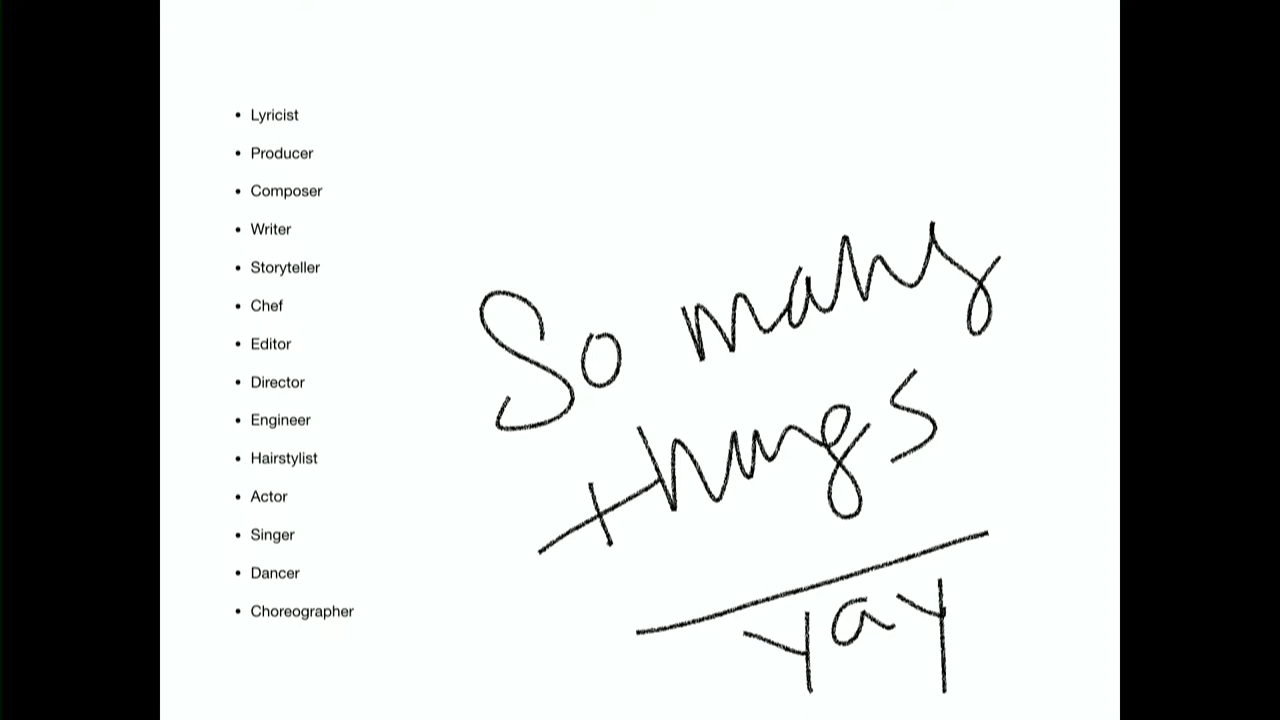 • Lyricist
• Producer
• Composer
• Writer
• Storyteller
• Chef
• Editor
• Director
• Engineer
• Hairstylist
• Actor
• Singer
• Dancer
• Choreographer
So many
things
yay